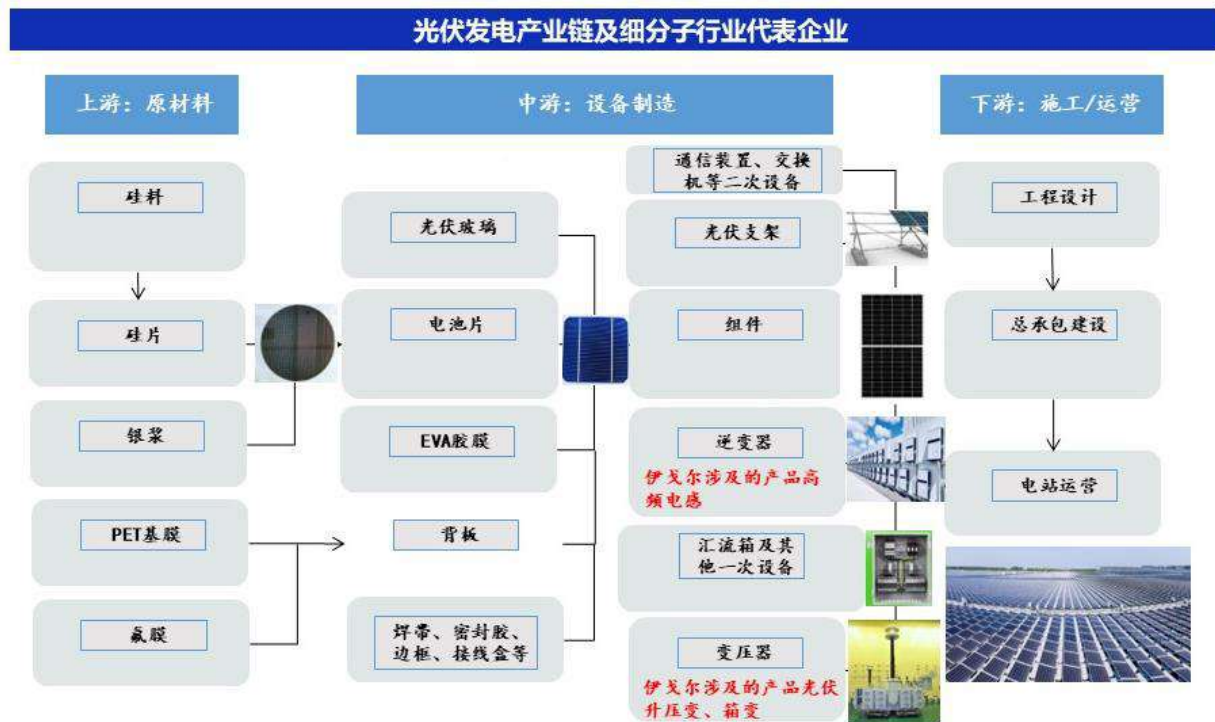 光伏发电产业链及细分子行业代表企业
上游：原材料
中游：设备制造
下游：施工/运营
硅料
硅片
银浆
PET基膜
氟膜
光伏玻璃
电池片
EVA胶膜
背板
焊带、密封胶、
边框、接线盒等
通信装置、交换
机等二次设备
光伏支架
组件
逆变器
伊戈尔涉及的产品高
频电感
汇流箱及其
他一次设备
变压器
伊戈尔涉及的产品光伏
升压变、箱变
工程设计
总承包建设
电站运营